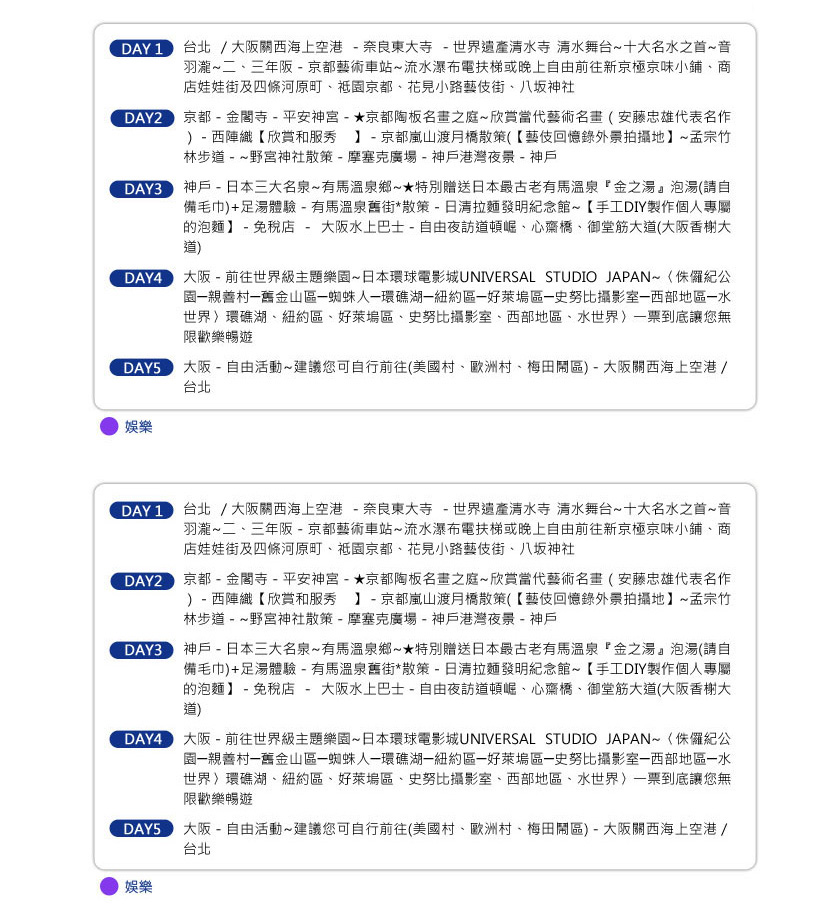 DAY 1 台北 / 大阪關西海上空港 - 奈良東大寺 - 世界遺產清水寺 清水舞台~十大名水之首~音
羽瀧~二、三年阪 - 京都藝術車站~流水瀑布電扶梯或晚上自由前往新京極京味小鋪、商
店娃娃街及四條河原町、祗園京都、花見小路藝伎街、八坂神社
DAY2 京都 - 金閣寺 - 平安神宮 - ★京都陶板名畫之庭~欣賞當代藝術名畫 ( 安藤忠雄代表名作
) - 西陣織【欣賞和服秀 】 - 京都嵐山渡月橋散策(【藝伎回憶錄外景拍攝地】~孟宗竹
林步道 - ~野宮神社散策 - 摩塞克廣場 - 神戶港灣夜景 - 神戶
DAY3 神戶 - 日本三大名泉~有馬溫泉鄉~★特別贈送日本最古老有馬溫泉『金之湯』泡湯(請自
備毛巾)+足湯體驗 - 有馬溫泉舊街*散策 - 日清拉麵發明紀念館~【手工DIY製作個人專屬
的泡麵】 - 免稅店 - 大阪水上巴士 - 自由夜訪道頓崛、心齋橋、御堂筋大道(大阪香榭大
道)
DAY4 大阪 - 前往世界級主題樂園~日本環球電影城UNIVERSAL STUDIO JAPAN~〈侏儸紀公
園─親善村─舊金山區─蜘蛛人─環礁湖─紐約區─好萊塢區─史努比攝影室─西部地區─水
世界〉環礁湖、紐約區、好萊塢區、史努比攝影室、西部地區、水世界〉一票到底讓您無
限歡樂暢遊
DAY5 大阪 - 自由活動~建議您可自行前往(美國村、歐洲村、梅田鬧區) - 大阪關西海上空港 /
台北
娛樂
DAY 1 台北 / 大阪關西海上空港 - 奈良東大寺 - 世界遺產清水寺 清水舞台~十大名水之首~音
羽瀧~二、三年阪 - 京都藝術車站~流水瀑布電扶梯或晚上自由前往新京極京味小鋪、商
店娃娃街及四條河原町、祗園京都、花見小路藝伎街、八坂神社
DAY2 京都 - 金閣寺 - 平安神宮 - ★京都陶板名畫之庭~欣賞當代藝術名畫 ( 安藤忠雄代表名作
) - 西陣織【欣賞和服秀 】 - 京都嵐山渡月橋散策(【藝伎回憶錄外景拍攝地】~孟宗竹
林步道 - ~野宮神社散策 - 摩塞克廣場 - 神戶港灣夜景 - 神戶
DAY3 神戶 - 日本三大名泉~有馬溫泉鄉~★特別贈送日本最古老有馬溫泉『金之湯』泡湯(請自
備毛巾)+足湯體驗 - 有馬溫泉舊街*散策 - 日清拉麵發明紀念館~【手工DIY製作個人專屬
的泡麵】 - 免稅店 - 大阪水上巴士 - 自由夜訪道頓崛、心齋橋、御堂筋大道(大阪香榭大
道)
DAY4 大阪 - 前往世界級主題樂園~日本環球電影城UNIVERSAL STUDIO JAPAN~〈侏儸紀公
園─親善村─舊金山區─蜘蛛人─環礁湖─紐約區─好萊塢區─史努比攝影室─西部地區─水
世界〉環礁湖、紐約區、好萊塢區、史努比攝影室、西部地區、水世界〉一票到底讓您無
限歡樂暢遊
DAY5 大阪 - 自由活動~建議您可自行前往(美國村、歐洲村、梅田鬧區) - 大阪關西海上空港 /
台北
娛樂